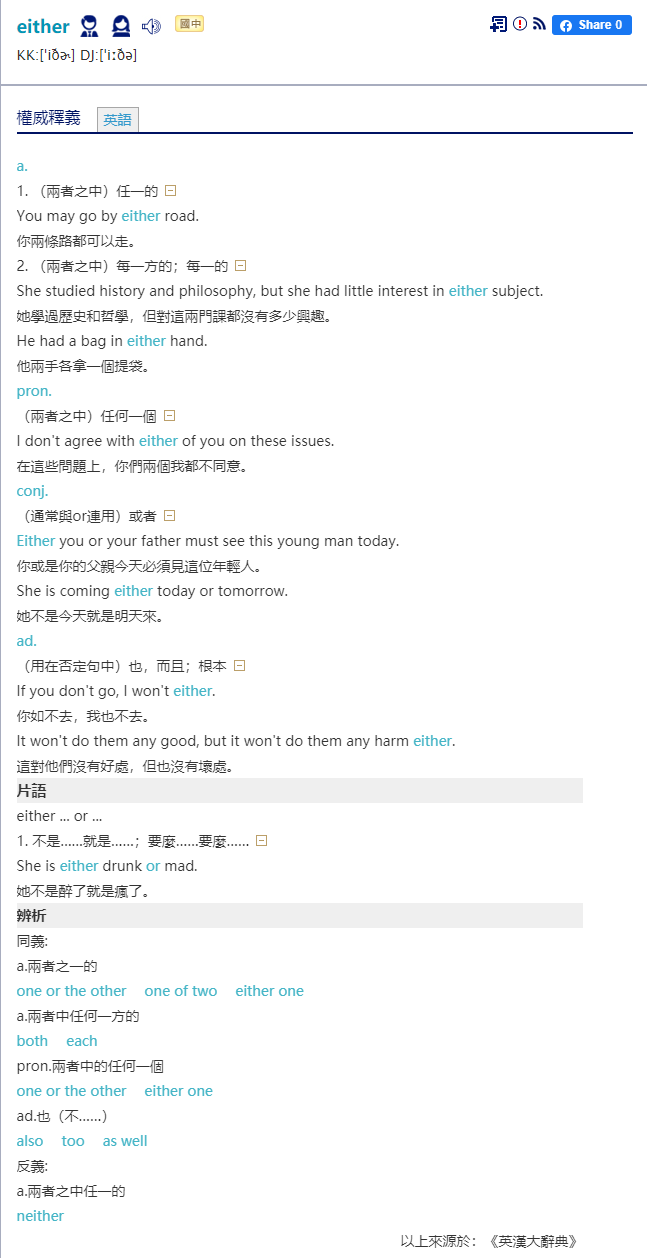 either 國中 Share 0
KK:[ˋiðɚ] DJ:[ˈiːðə]
權威釋義 英語
a.
1. （兩者之中）任一的
You may go by either road.
你兩條路都可以走。
2. （兩者之中）每一方的；每一的
She studied history and philosophy, but she had little interest in either subject.
她學過歷史和哲學，但對這兩門課都沒有多少興趣。
He had a bag in either hand.
他兩手各拿一個提袋。
pron.
（兩者之中）任何一個
I don't agree with either of you on these issues.
在這些問題上，你們兩個我都不同意。
conj.
（通常與or連用）或者
Either you or your father must see this young man today.
你或是你的父親今天必須見這位年輕人。
She is coming either today or tomorrow.
她不是今天就是明天來。
ad.
（用在否定句中）也，而且；根本
If you don't go, I won't either.
你如不去，我也不去。
It won't do them any good, but it won't do them any harm either.
這對他們沒有好處，但也沒有壞處。
片語
either ... or ...
1. 不是......就是......；要麼......要麼......
She is either drunk or mad.
她不是醉了就是瘋了。
辨析
同義:
a.兩者之一的
one or the other one of two either one
a.兩者中任何一方的
both each
pron.兩者中的任何一個
one or the other either one
ad.也（不......）
also too as well
反義:
a.兩者之中任一的
neither
以上來源於：《英漢大辭典》